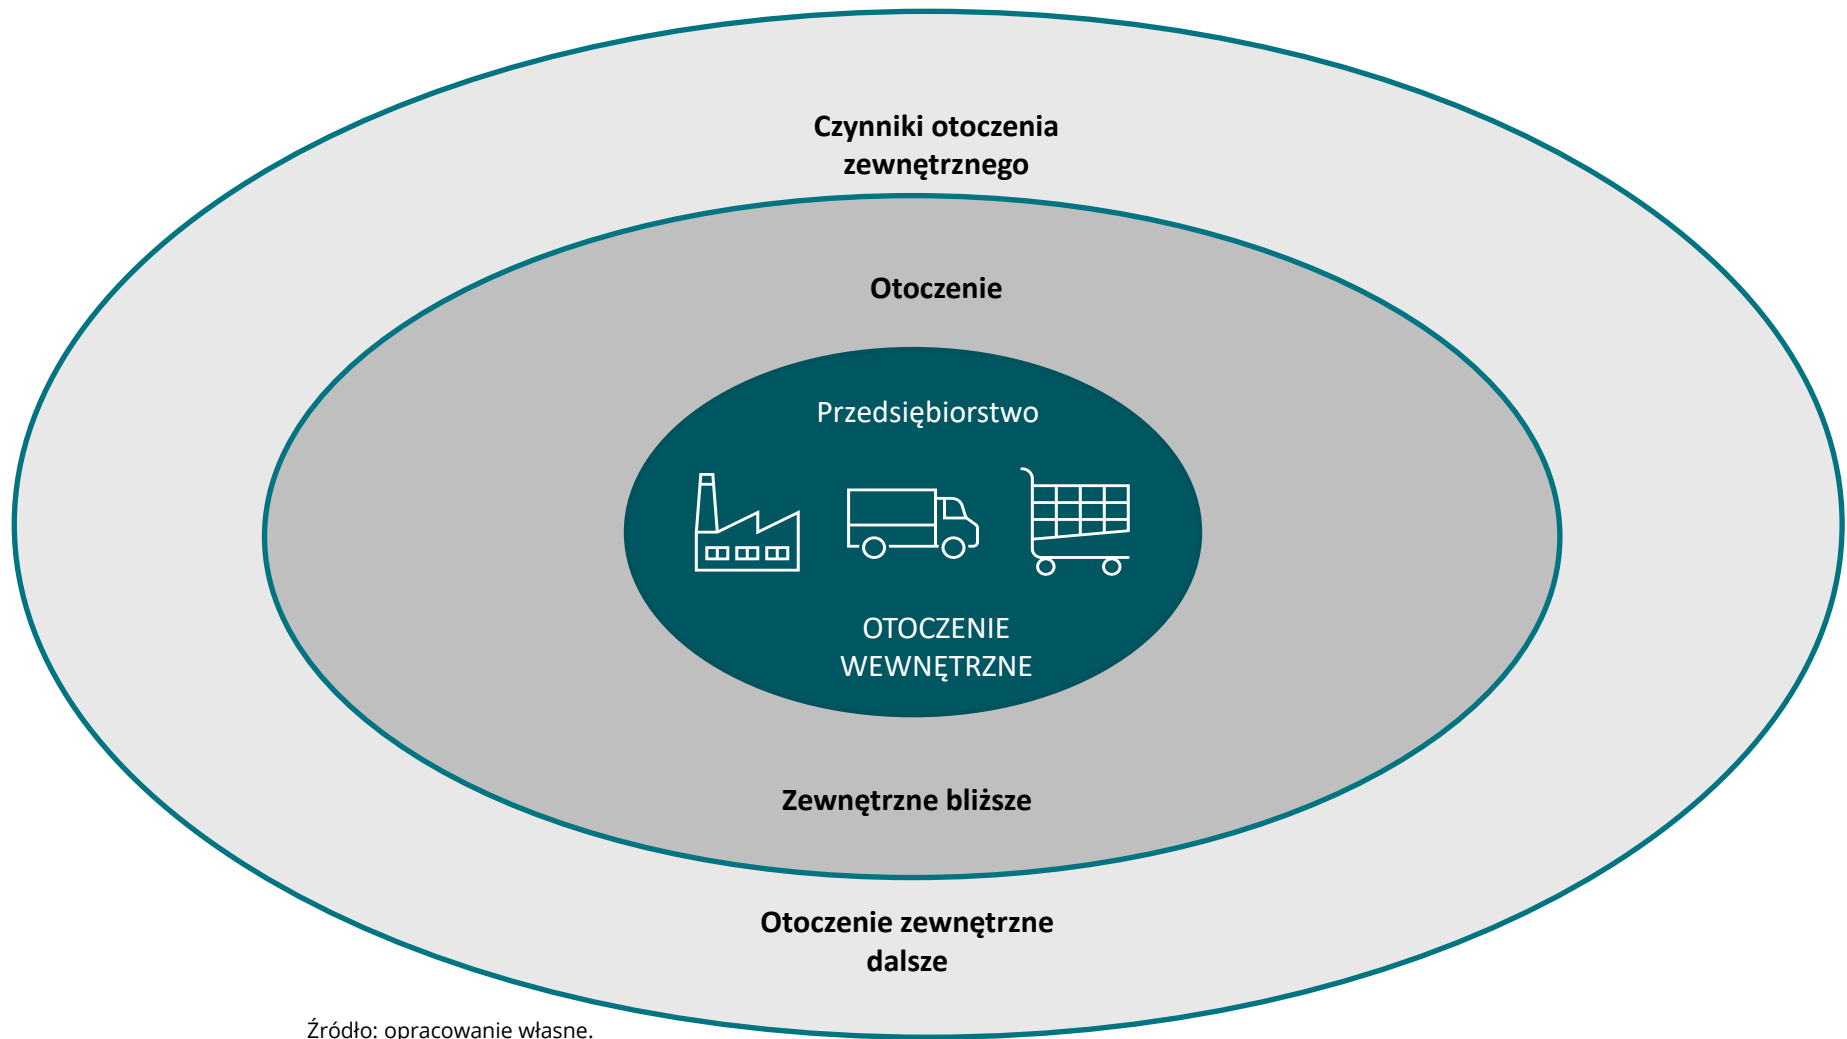 Czynniki otoczenia
zewnętrznego
Otoczenie
Przedsiębiorstwo
OTOCZENIE
WEWNĘTRZNE
Zewnętrzne bliższe
Otoczenie zewnętrzne
dalsze
Źródło: opracowanie własne.